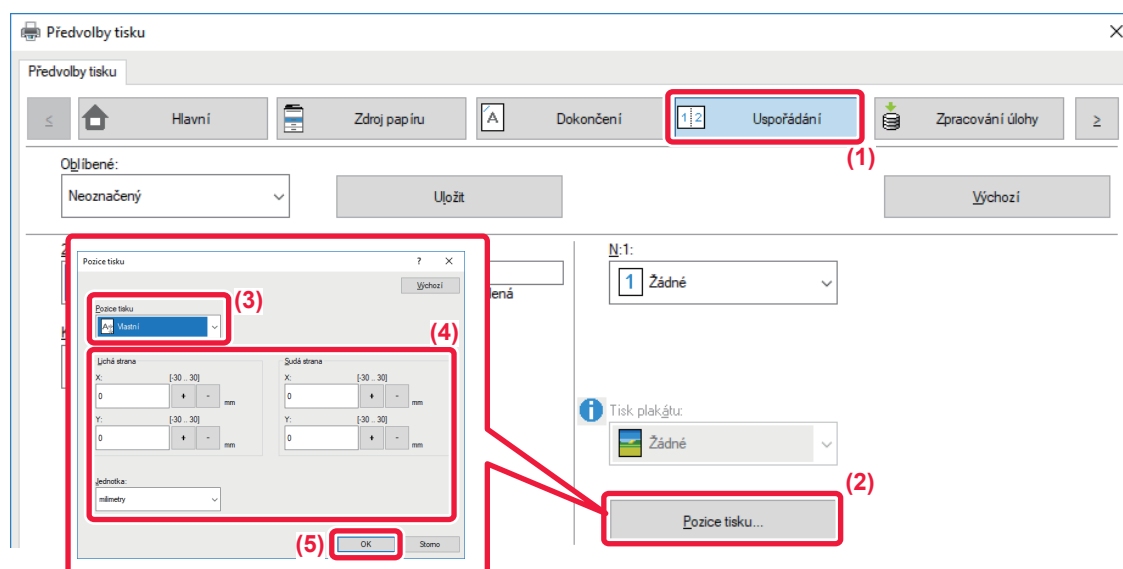 Předvolby tisku
Předvolby tisku
≤
Hlavní
Zdroj papíru
A
Dokončení
1 2
Uspořádání
Zpracování úlohy
≥
(1)
Oblíbené:
Neoznačený
Uložit
Výchozí
Pozice tisku
? ×
Výchozí
Pozice tisku
Vlastní
(3)
(4)
Lichá strana
X: [-30 .. 30]
0 + - mm
Y: [-30 .. 30]
0 + - mm
Sudá strana
X: [-30 .. 30]
0 + - mm
Y: [-30 .. 30]
0 + - mm
Jednotka:
milimetry
(5)
OK
Storno
N:1:
1 Žádné
Tisk plakátu:
Žádné
(2)
Pozice tisku...